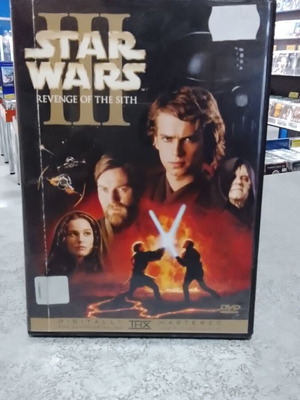 III
STAR
WARS
REVENGE OF THE SITH
DVD
DIGITALLY THX MASTERED